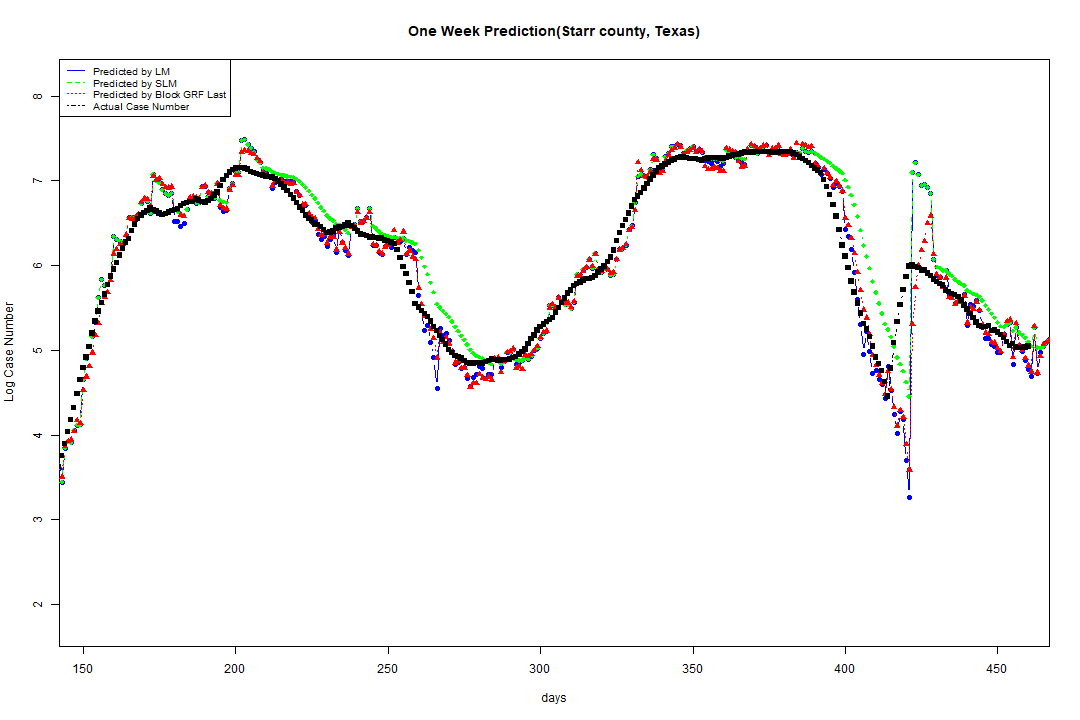 One Week Prediction(Starr county, Texas)
Predicted by LM
Predicted by SLM
Predicted by Block GRF Last
Actual Case Number
8
7
6
5
4
3
2
Log Case Number
150 200 250 300 350 400 450
days